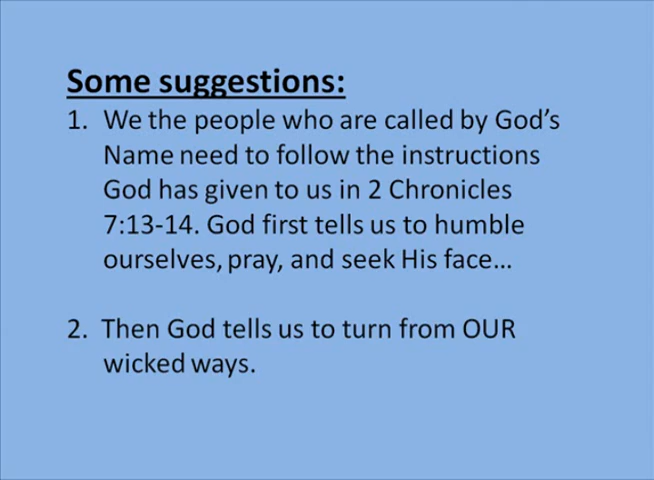 Some suggestions:
1. We the people who are called by God’s
Name need to follow the instructions
God has given to us in 2 Chronicles
7:13-14. God first tells us to humble
ourselves, pray, and seek His face...
2. Then God tells us to turn from OUR
wicked ways.